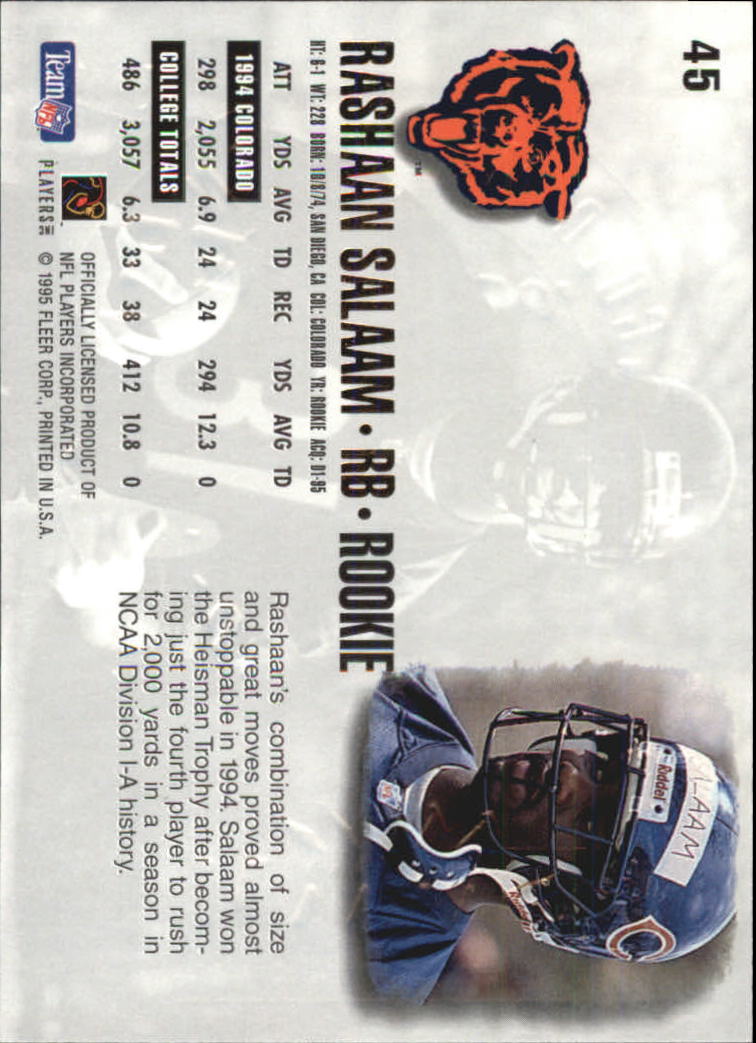 45
™
RASHAAN SALAAM • RB • ROOKIE
HT: 6-1 WT: 220 BORN: 10/8/74, SAN DIEGO, CA COL: COLORADO YR: ROOKIE ACQ: D1-95
ATT YDS AVG TD REC YDS AVG TD
1994 COLORADO
298 2,055 6.9 24 24 294 12.3 0
COLLEGE TOTALS
486 3,057 6.3 33 38 412 10.8 0
Rashaan's combination of size
and great moves proved almost
unstoppable in 1994. Salaam won
the Heisman Trophy after becom-
ing just the fourth player to rush
for 2,000 yards in a season in
NCAA Division I-A history.
Team NFL
PLAYERS INC
OFFICIALLY LICENSED PRODUCT OF
NFL PLAYERS INCORPORATED
© 1995 FLEER CORP., PRINTED IN U.S.A.
Riddell
ALAAM
C